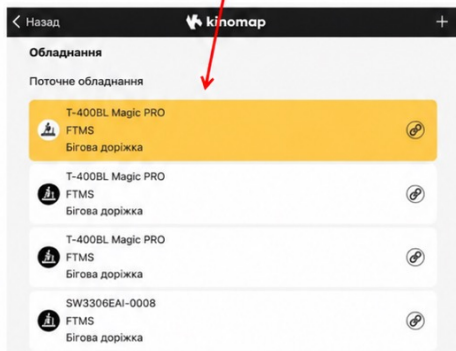 Назад
kinomap
+
Обладнання
Поточне обладнання
T-400BL Magic PRO
FTMS
Бігова доріжка
T-400BL Magic PRO
FTMS
Бігова доріжка
T-400BL Magic PRO
FTMS
Бігова доріжка
SW3306EAI-0008
FTMS
Бігова доріжка